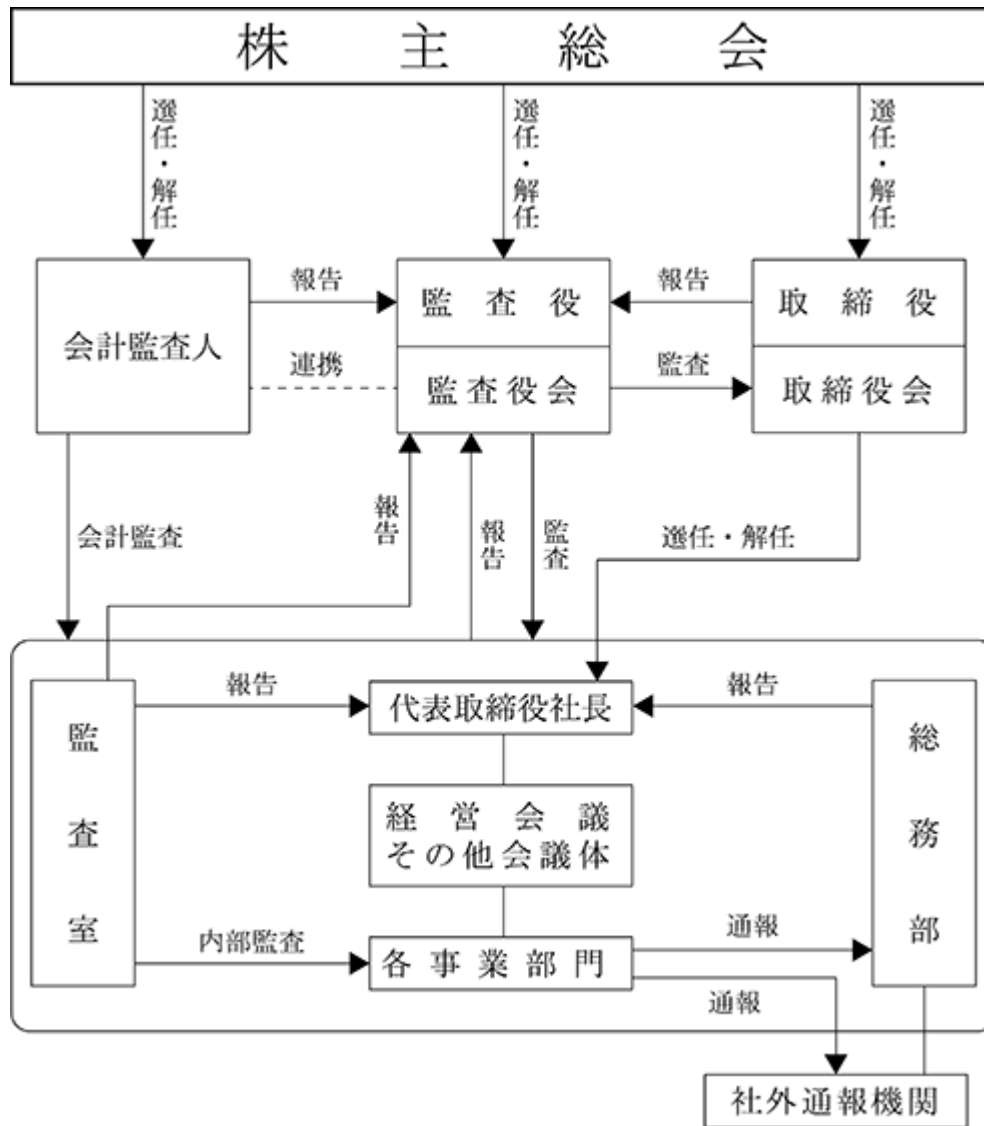 株主総会
選任・解任
選任・解任
選任・解任
会計監査人
報告
監査役
報告
取締役
連携
監査役会
監査
取締役会
会計監査
報告
報告
監査
選任・解任
監査室
報告
代表取締役社長
報告
総務部
経営会議
その他会議体
内部監査
各事業部門
通報
通報
社外通報機関